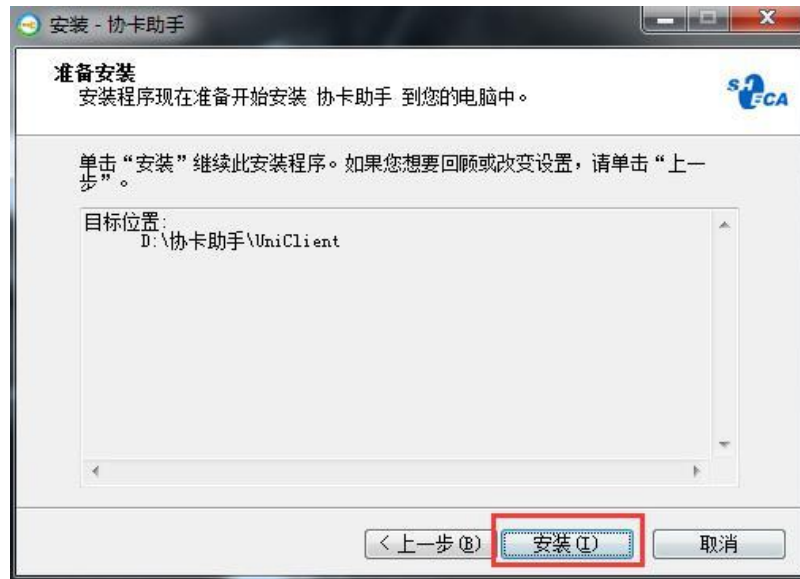 安装 - 协卡助手
准备安装
安装程序现在准备开始安装 协卡助手 到您的电脑中。
SHECA
单击“安装”继续此安装程序。如果您想要回顾或改变设置，请单击“上一
步”。
目标位置:
D:\协卡助手\UniClient
< 上一步(B)
安装(I)
取消